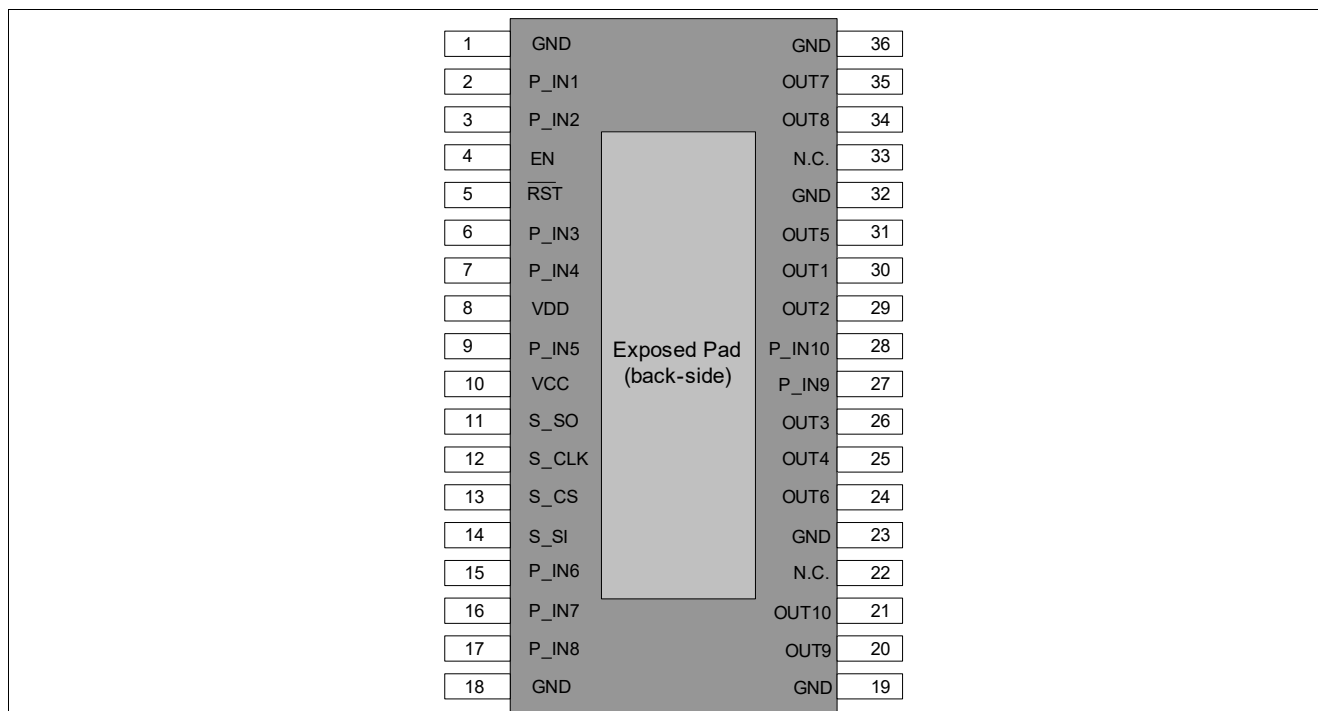 1 GND GND 36
2 P_IN1 OUT7 35
3 P_IN2 OUT8 34
4 EN N.C. 33
5 R̅S̅T̅ GND 32
6 P_IN3 OUT5 31
7 P_IN4 OUT1 30
8 VDD OUT2 29
9 P_IN5 Exposed Pad P_IN10 28
(back-side)
10 VCC P_IN9 27
11 S_SO OUT3 26
12 S_CLK OUT4 25
13 S_CS OUT6 24
14 S_SI GND 23
15 P_IN6 N.C. 22
16 P_IN7 OUT10 21
17 P_IN8 OUT9 20
18 GND GND 19